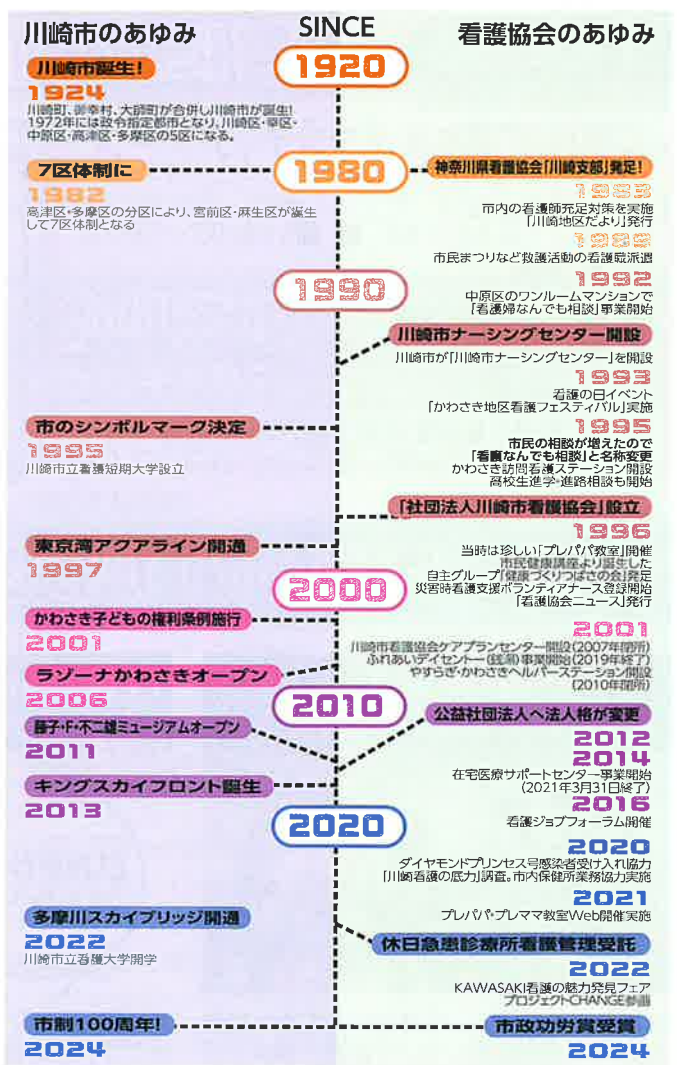 川崎市のあゆみ
SINCE
看護協会のあゆみ
1920
川崎市誕生!
1924
川崎町、御幸村、大師町が合併し川崎市が誕生!
1972年には政令指定都市となり、川崎区・幸区・
中原区・高津区・多摩区の5区になる。
1980
7区体制に
1982
高津区・多摩区の分区により、宮前区・麻生区が誕生
して7区体制となる
神奈川県看護協会「川崎支部」発足!
1983
市内の看護師充足対策を実施
「川崎地区だより」発行
1989
市民まつりなど救護活動の看護職派遣
1990
1992
中原区のワンルームマンションで
「看護婦なんでも相談」事業開始
川崎市ナーシングセンター開設
川崎市が「川崎市ナーシングセンター」を開設
1993
看護の日イベント
「かわさき地区看護フェスティバル」実施
市のシンボルマーク決定
1995
川崎市立看護短期大学設立
1995
市民の相談が増えたので
「看護なんでも相談」と名称変更
かわさき訪問看護ステーション開設
高校生進学・進路相談も開始
「社団法人川崎市看護協会」設立
1996
当時は珍しい「プレパパ教室」開催
市民健康講座より誕生した
自主グループ「健康づくりつばさの会」発足
災害時看護支援ボランティアナース登録開始
「看護協会ニュース」発行
東京湾アクアライン開通
1997
2000
かわさき子どもの権利条例施行
2001
2001
川崎市看護協会ケアプランセンター開設(2007年閉所)
ふれあいデイセントー(銭湯)事業開始(2019年終了)
やすらぎ・かわさきヘルパーステーション開設
(2010年閉所)
ラゾーナかわさきオープン
2006
2010
藤子・F・不二雄ミュージアムオープン
2011
公益社団法人へ法人格が変更
2012
2014
在宅医療サポートセンター事業開始
(2021年3月31日終了)
キングスカイフロント誕生
2013
2016
看護ジョブフォーラム開催
2020
2020
ダイヤモンドプリンセス号感染者受け入れ協力
「川崎看護の底力」調査。市内保健所業務協力実施
2021
プレパパ・プレママ教室Web開催実施
多摩川スカイブリッジ開通
2022
川崎市立看護大学開学
休日急患診療所看護管理受託
2022
KAWASAKI看護の魅力発見フェア
プロジェクトCHANGE参画
市制100周年!
2024
市政功労賞受賞
2024